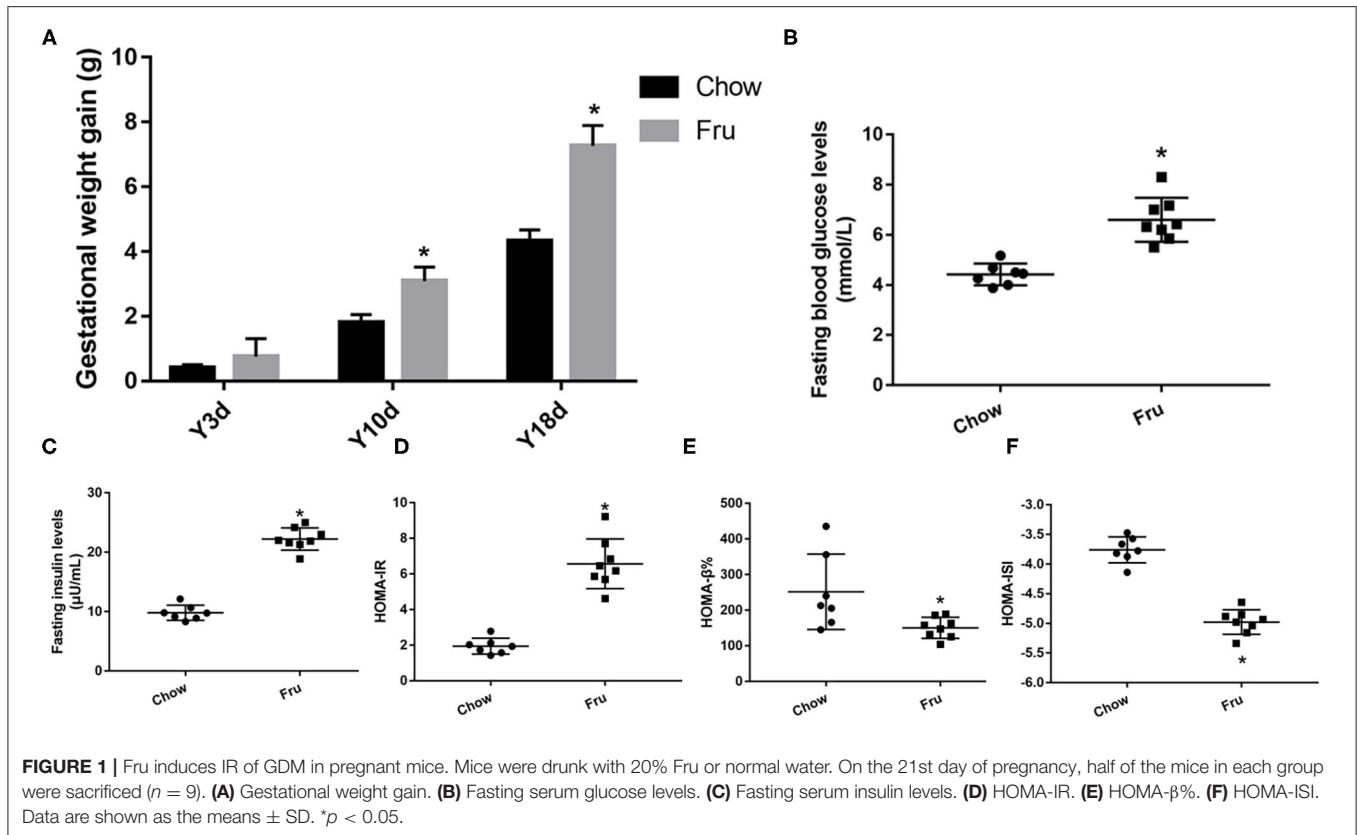 A
Gestational weight gain (g)
10
8
6
4
2
0
*
*
Y3d
Y10d
Y18d
Chow
Fru
B
Fasting blood glucose levels
(mmol/L)
10
8
6
4
2
0
*
Chow
Fru
C
Fasting insulin levels
(μU/mL)
30
20
10
0
*
Chow
Fru
D
HOMA-IR
10
8
6
4
2
0
*
Chow
Fru
E
HOMA-β%
500
400
300
200
100
0
*
Chow
Fru
F
HOMA-ISI
-3.0
-3.5
-4.0
-4.5
-5.0
-5.5
-6.0
*
Chow
Fru
FIGURE 1 | Fru induces IR of GDM in pregnant mice. Mice were drunk with 20% Fru or normal water. On the 21st day of pregnancy, half of the mice in each group
were sacrificed (n = 9). (A) Gestational weight gain. (B) Fasting serum glucose levels. (C) Fasting serum insulin levels. (D) HOMA-IR. (E) HOMA-β%. (F) HOMA-ISI.
Data are shown as the means ± SD. *p < 0.05.